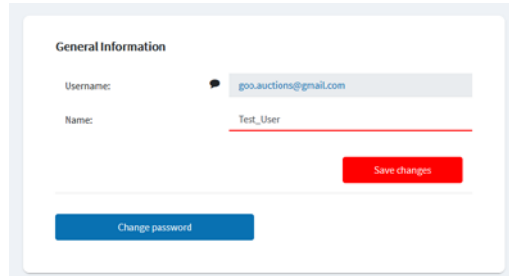 General Information
Username: goo.auctions@gmail.com
Name: Test_User
Save changes
Change password